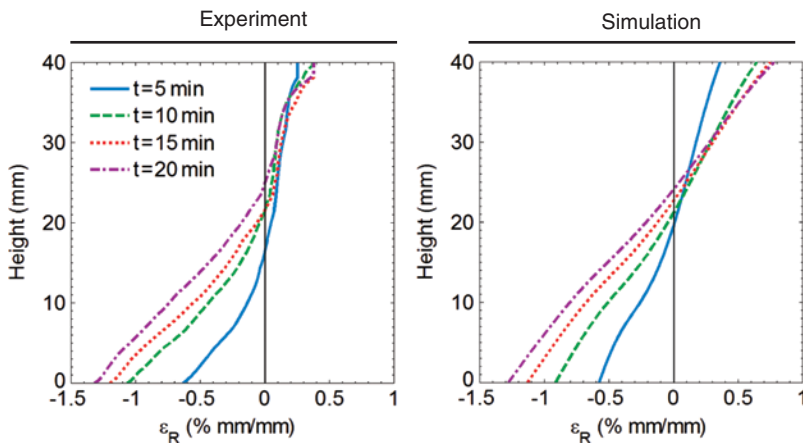 Experiment
40
30
20
10
0
-1.5 -1 -0.5 0 0.5 1
Height (mm)
ε_R (% mm/mm)
t=5 min
t=10 min
t=15 min
t=20 min
Simulation
40
30
20
10
0
-1.5 -1 -0.5 0 0.5 1
Height (mm)
ε_R (% mm/mm)